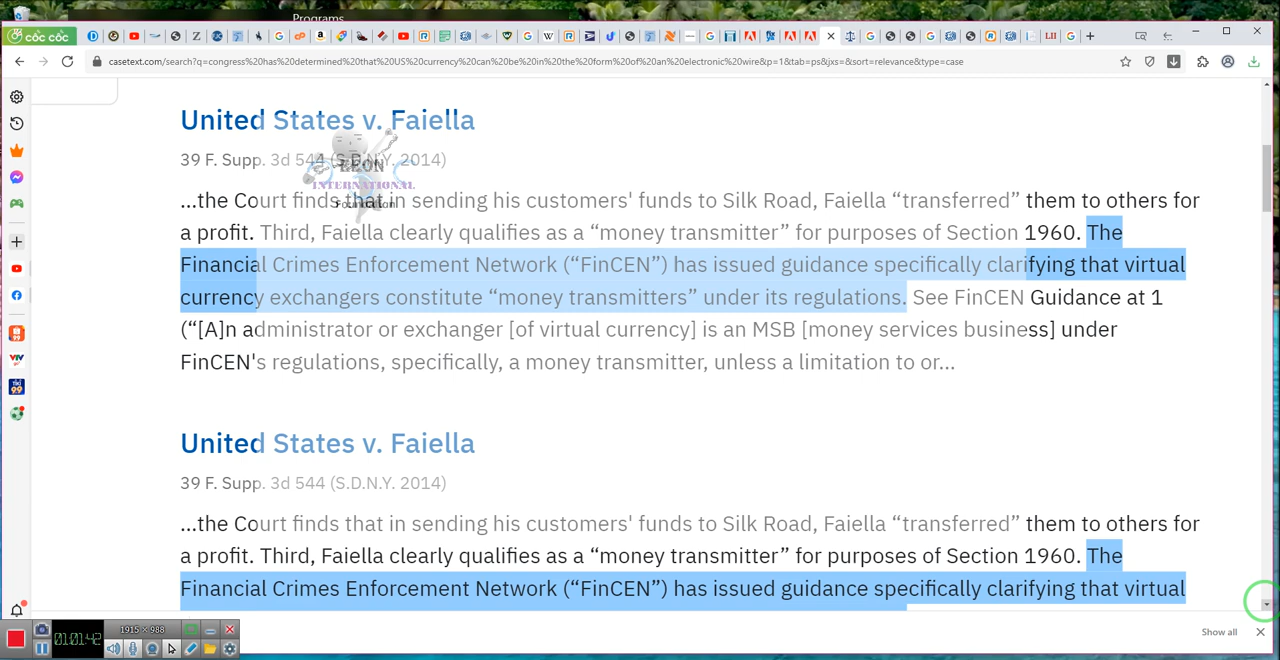 Programs
cốc cốc
casetext.com/search?q=congress%20has%20determined%20that%20US%20currency%20can%20be%20in%20the%20form%20of%20an%20electronic%20wire&p=1&tab=ps&jxs=&sort=relevance&type=case
United States v. Faiella
39 F. Supp. 3d 544 (S.D.N.Y. 2014)
LEON
INTERNATIONAL
Foundation
...the Court finds that in sending his customers' funds to Silk Road, Faiella “transferred” them to others for
a profit. Third, Faiella clearly qualifies as a “money transmitter” for purposes of Section 1960. The
Financial Crimes Enforcement Network (“FinCEN”) has issued guidance specifically clarifying that virtual
currency exchangers constitute “money transmitters” under its regulations. See FinCEN Guidance at 1
(“[A]n administrator or exchanger [of virtual currency] is an MSB [money services business] under
FinCEN's regulations, specifically, a money transmitter, unless a limitation to or...
United States v. Faiella
39 F. Supp. 3d 544 (S.D.N.Y. 2014)
...the Court finds that in sending his customers' funds to Silk Road, Faiella “transferred” them to others for
a profit. Third, Faiella clearly qualifies as a “money transmitter” for purposes of Section 1960. The
Financial Crimes Enforcement Network (“FinCEN”) has issued guidance specifically clarifying that virtual
01:01:42
1915 × 988
Show all